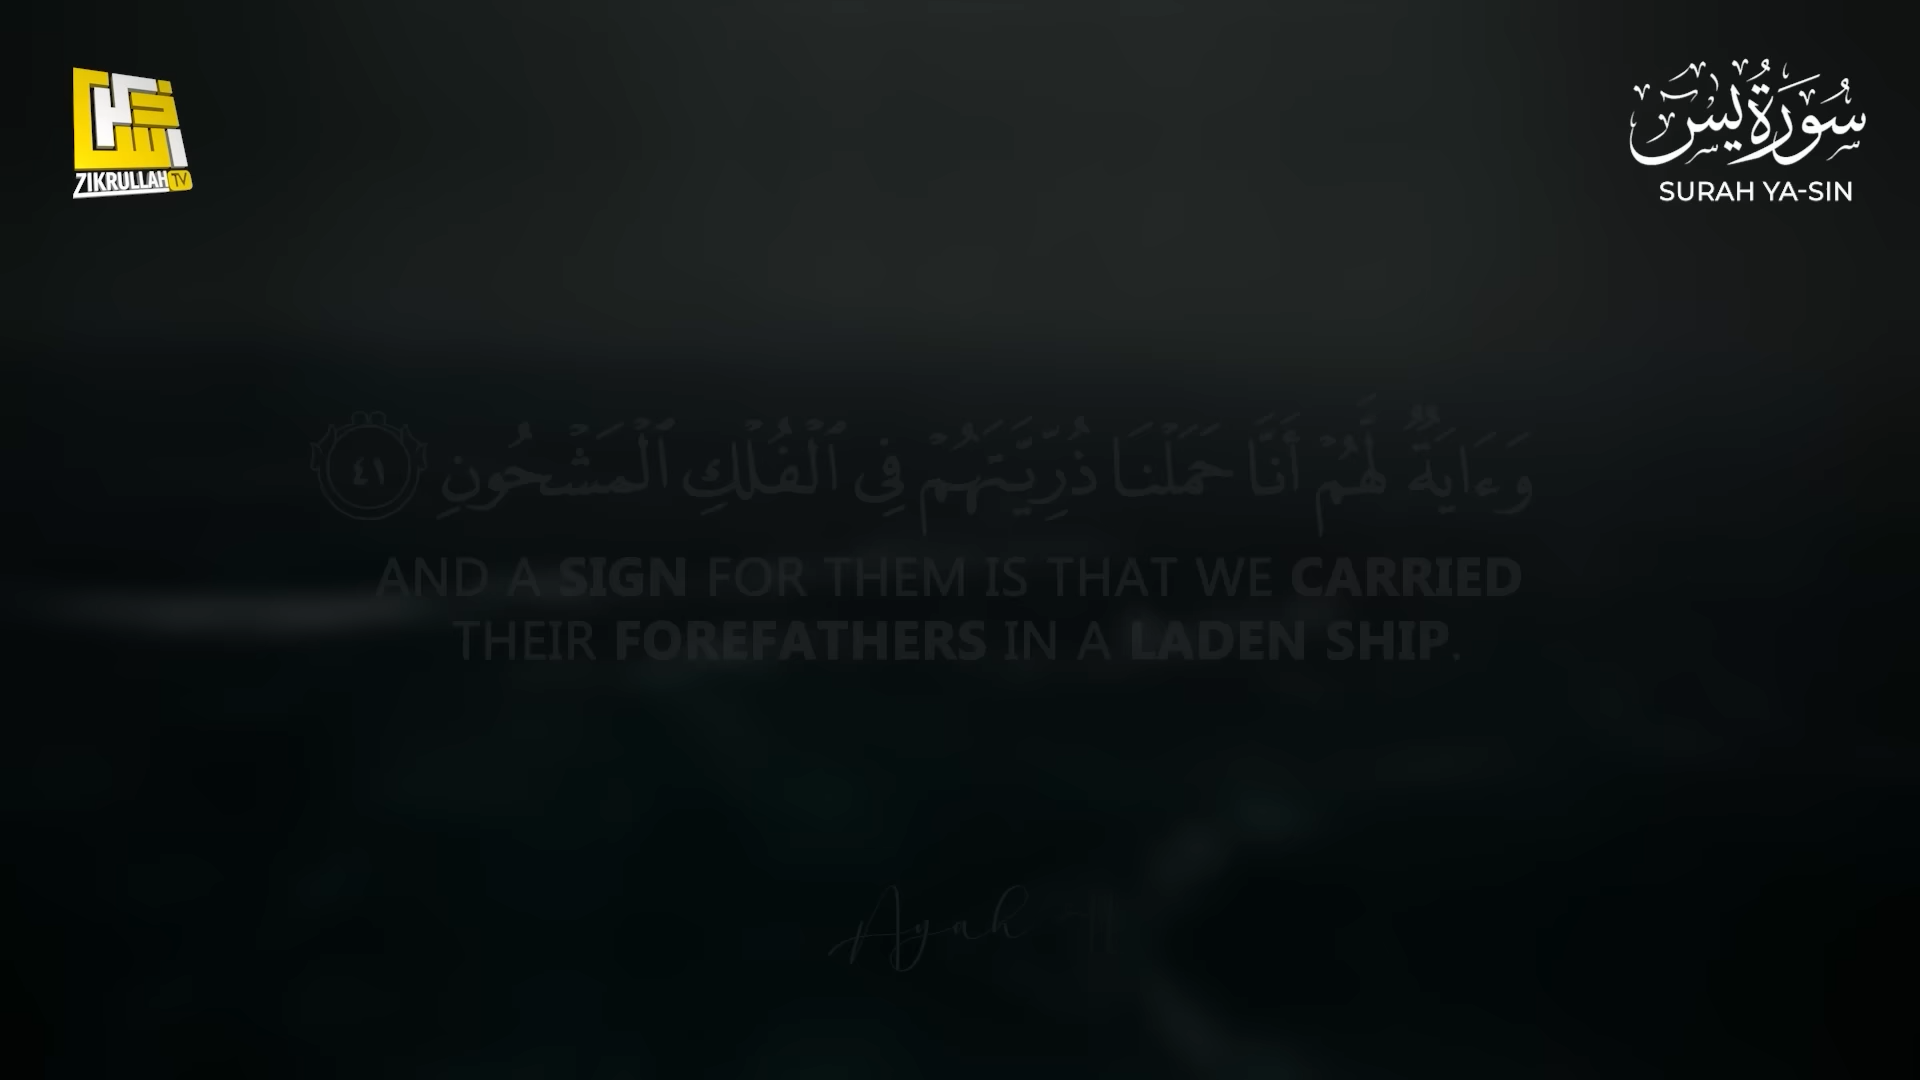 ZIKRULLAH TV
سُورَةُ يسٓ
SURAH YA-SIN
وَءَايَةٌ لَّهُمْ أَنَّا حَمَلْنَا ذُرِّيَّتَهُمْ فِى ٱلْفُلْكِ ٱلْمَشْحُونِ ٤١
AND A SIGN FOR THEM IS THAT WE CARRIED
THEIR FOREFATHERS IN A LADEN SHIP.
Ayah